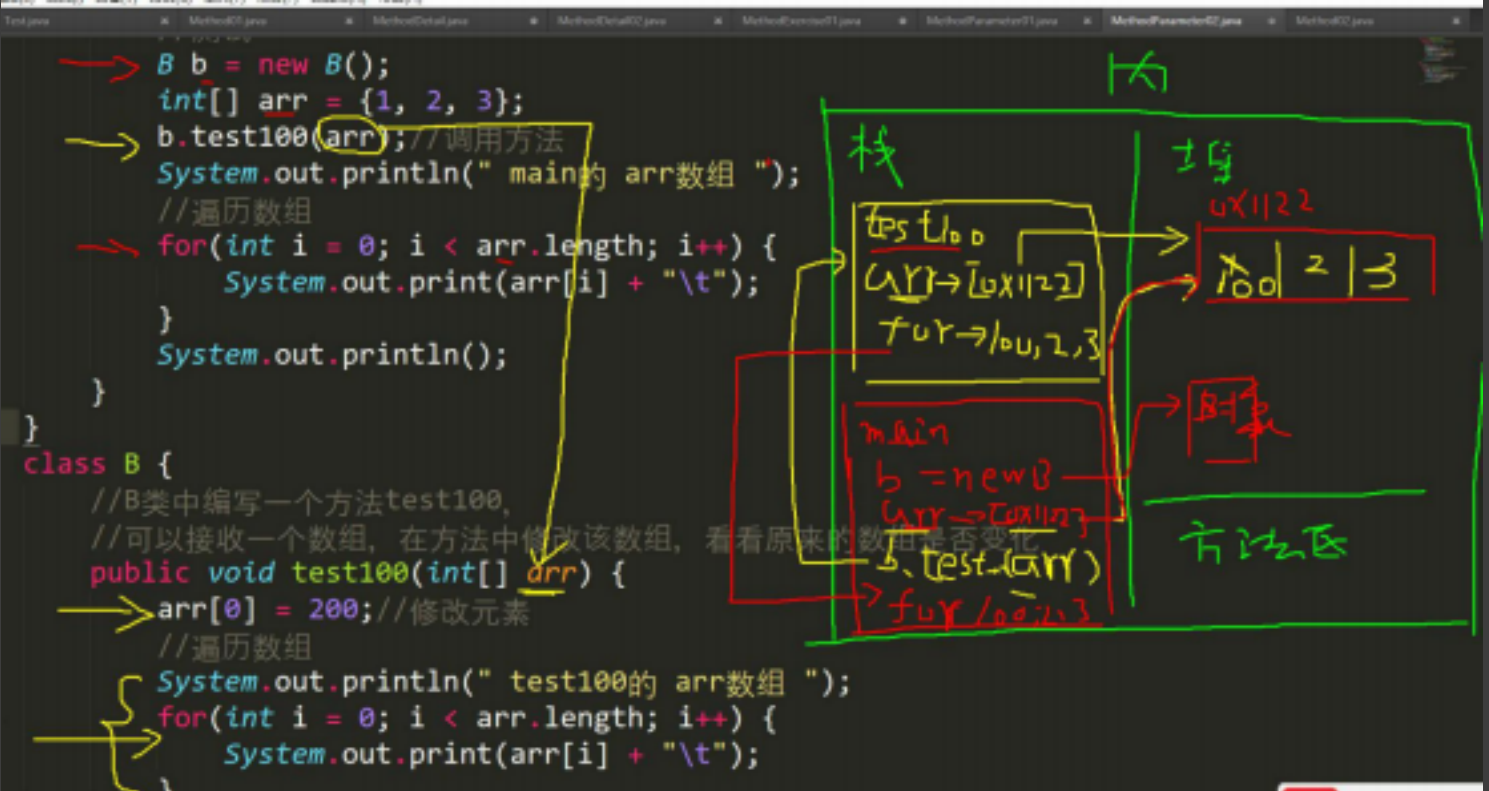 Test.java Method01.java MethodDetail.java MethodDetail02.java MethodExercise01.java MethodParameter01.java MethodParameter02.java Method02.java
B b = new B();
int[] arr = {1, 2, 3};
b.test100(arr);//调用方法
System.out.println(" main的 arr数组 ");
//遍历数组
for(int i = 0; i < arr.length; i++) {
System.out.print(arr[i] + "\t");
}
System.out.println();
}
}
class B {
//B类中编写一个方法test100,
//可以接收一个数组, 在方法中修改该数组, 看看原来的数组是否变化
public void test100(int[] arr) {
arr[0] = 200;//修改元素
//遍历数组
System.out.println(" test100的 arr数组 ");
for(int i = 0; i < arr.length; i++) {
System.out.print(arr[i] + "\t");
}
栈
test100
arr→[0x1122]
for→100,2,3
main
b =new B
arr→[0x1122]
b.test(arr)
for 100,2,3
堆
0x1122
100| 2 |3
方法区